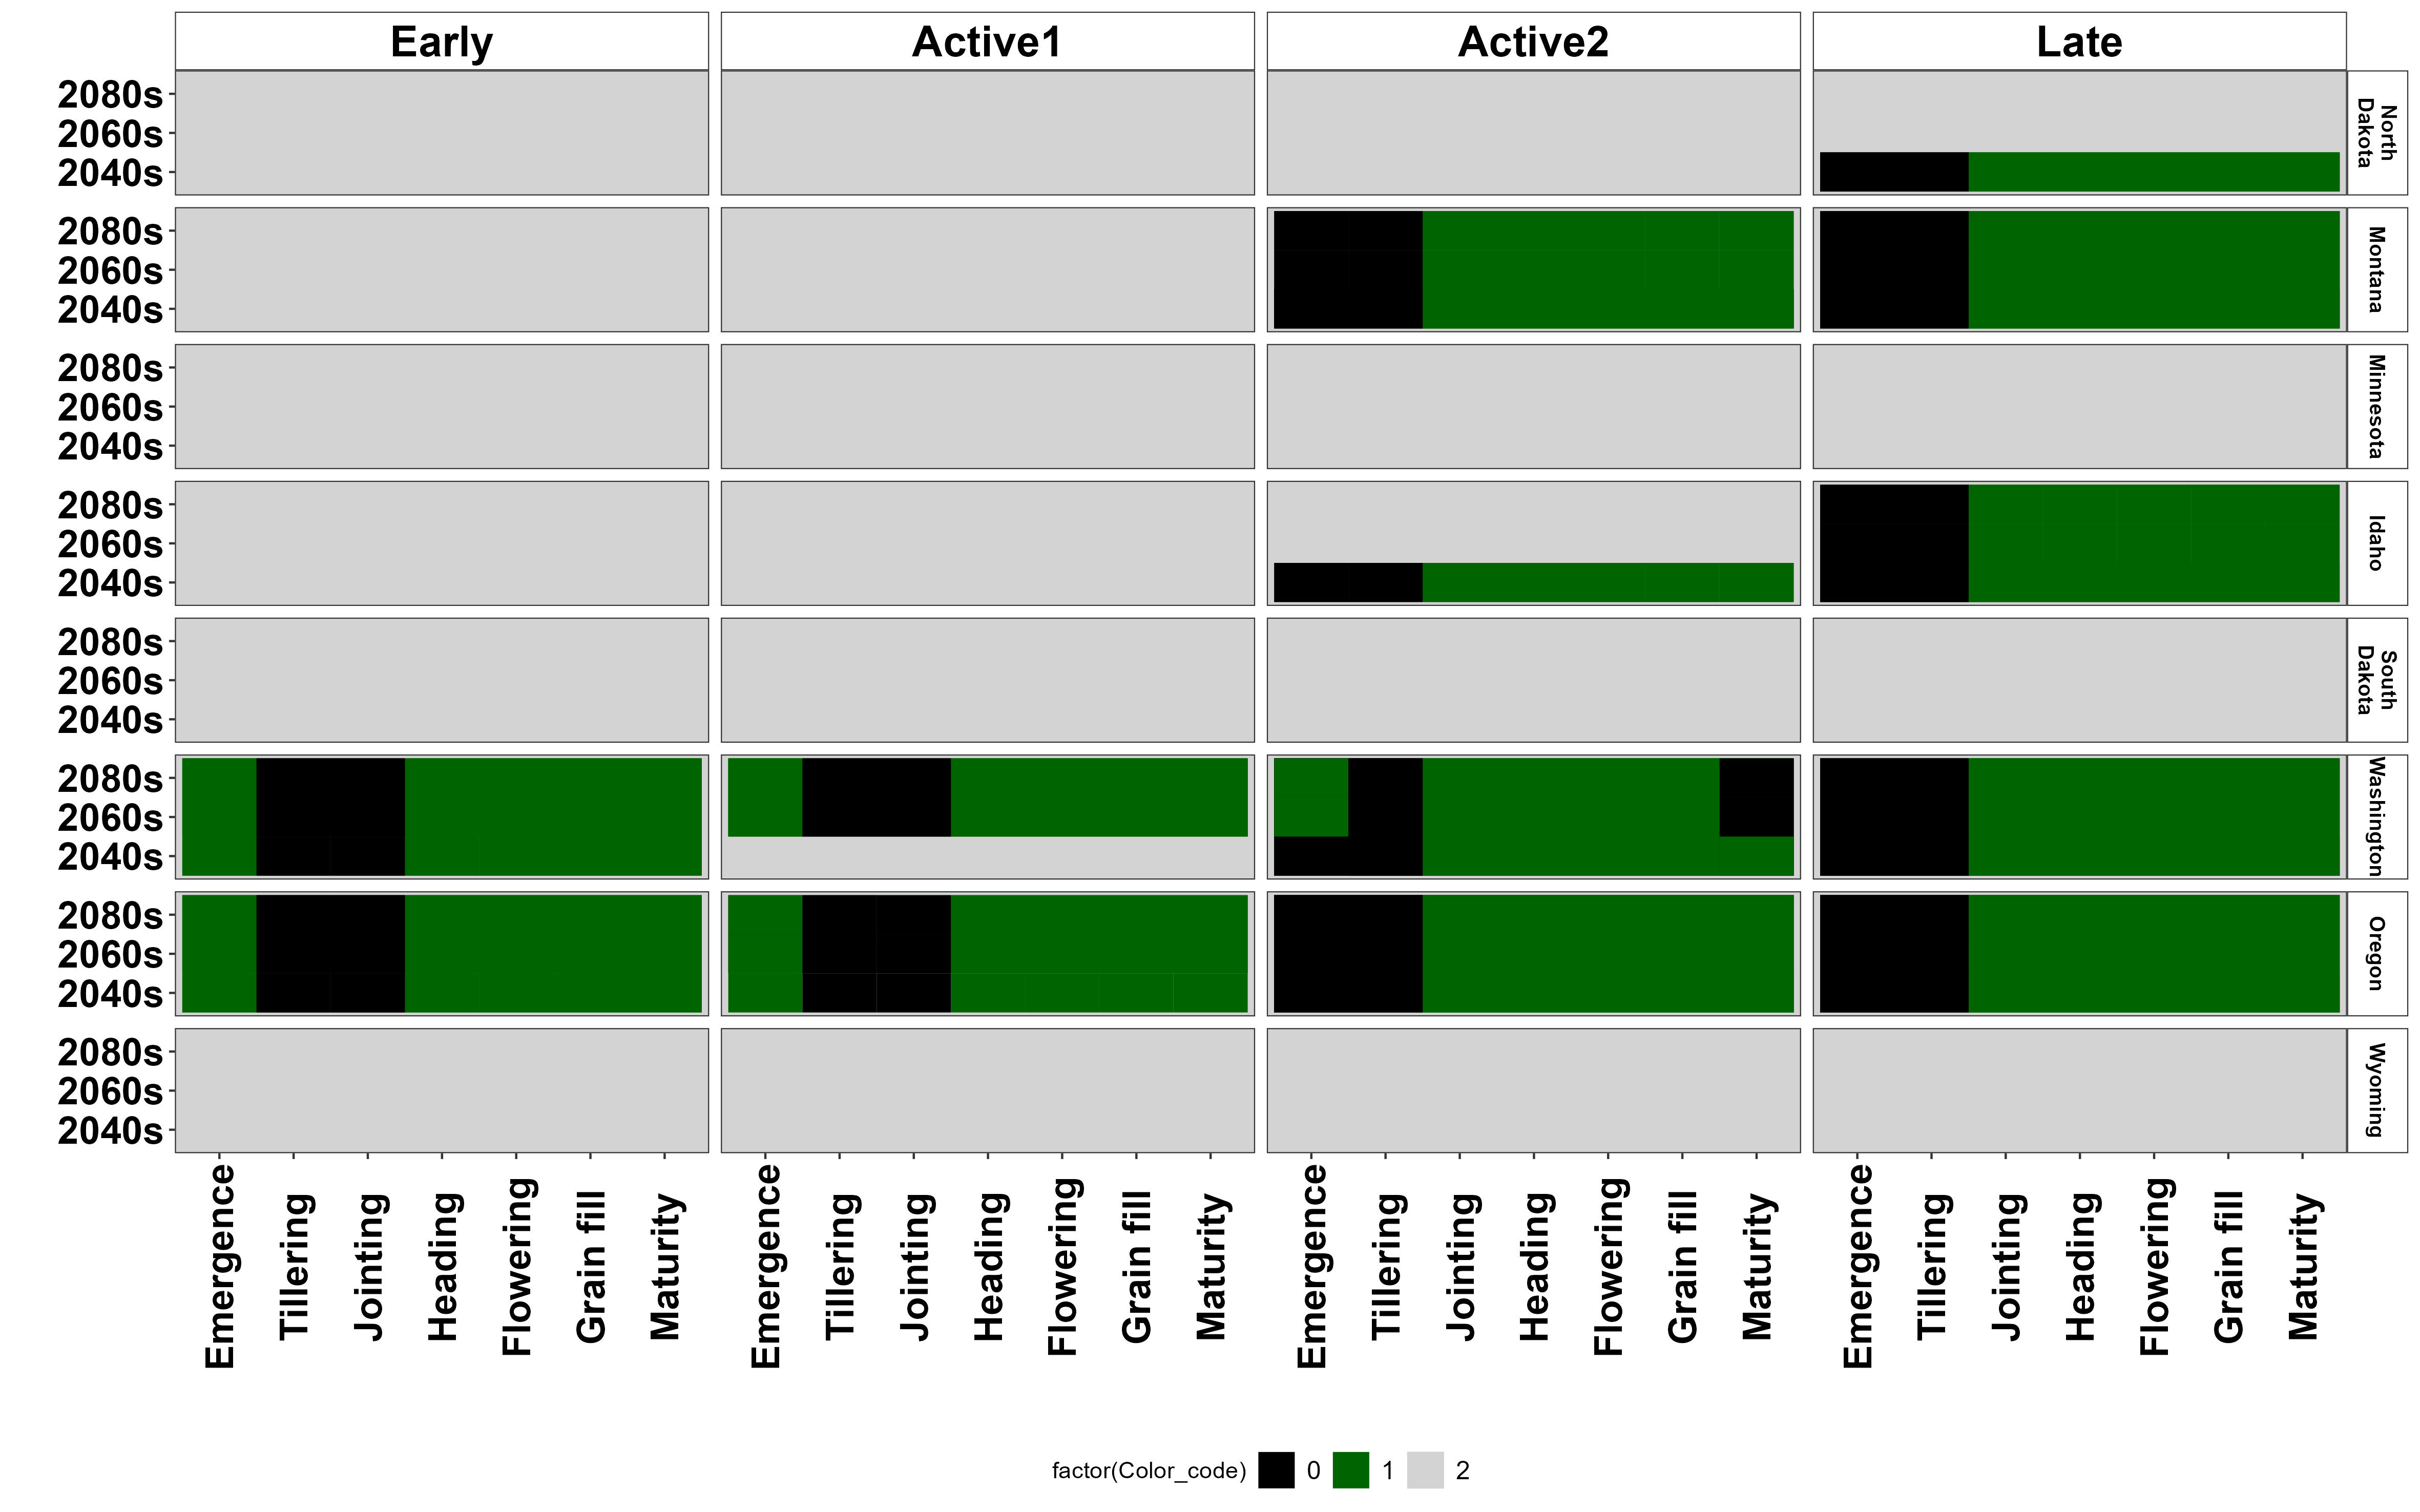 Early Active1 Active2 Late
2080s
2060s
2040s
North
Dakota
2080s
2060s
2040s
Montana
2080s
2060s
2040s
Minnesota
2080s
2060s
2040s
Idaho
2080s
2060s
2040s
South
Dakota
2080s
2060s
2040s
Washington
2080s
2060s
2040s
Oregon
2080s
2060s
2040s
Wyoming
Emergence
Tillering
Jointing
Heading
Flowering
Grain fill
Maturity
Emergence
Tillering
Jointing
Heading
Flowering
Grain fill
Maturity
Emergence
Tillering
Jointing
Heading
Flowering
Grain fill
Maturity
Emergence
Tillering
Jointing
Heading
Flowering
Grain fill
Maturity
factor(Color_code) 0 1 2